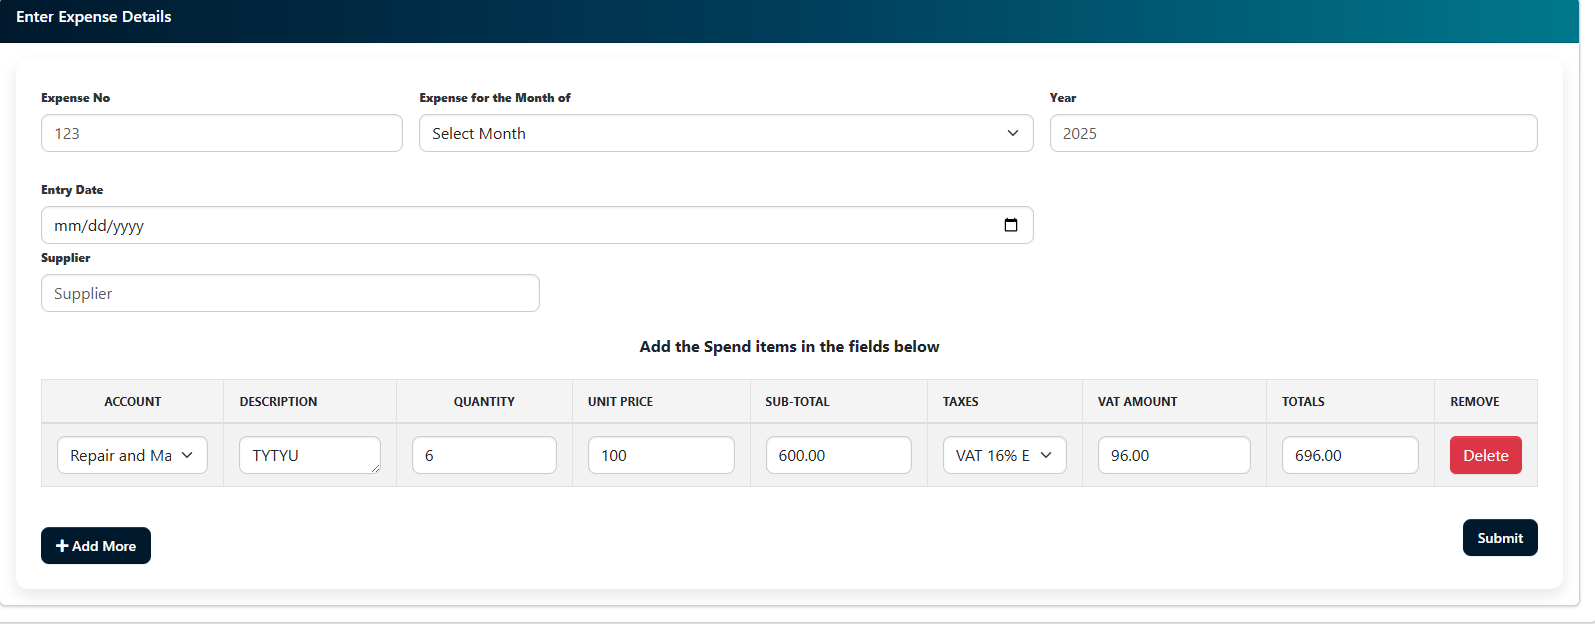 Enter Expense Details
Expense No Expense for the Month of Year
123 Select Month 2025
Entry Date
mm/dd/yyyy
Supplier
Supplier
Add the Spend items in the fields below
ACCOUNT DESCRIPTION QUANTITY UNIT PRICE SUB-TOTAL TAXES VAT AMOUNT TOTALS REMOVE
Repair and Ma TYTYU 6 100 600.00 VAT 16% E 96.00 696.00 Delete
Add More Submit